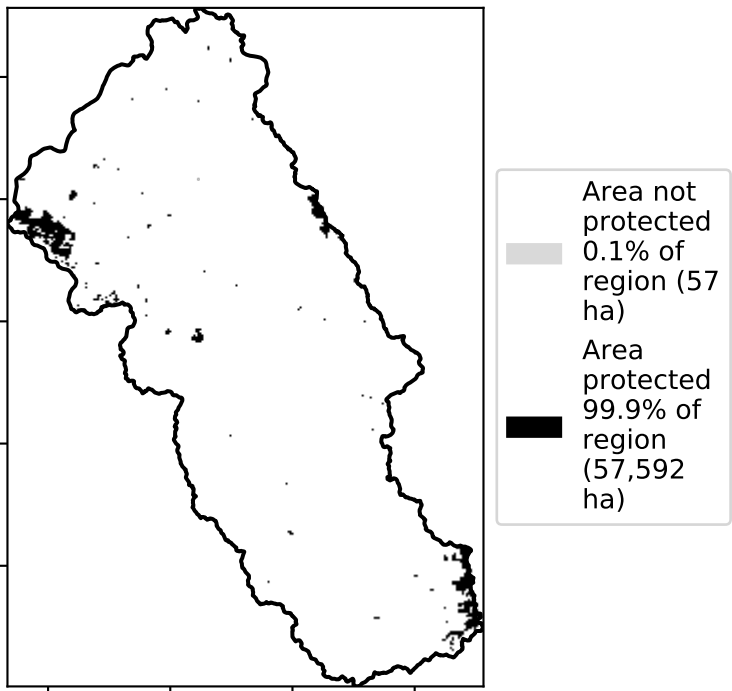 Area not
protected
0.1% of
region (57
ha)
Area
protected
99.9% of
region
(57,592
ha)